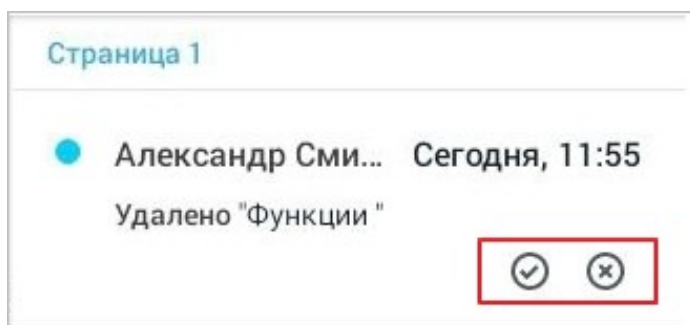 Страница 1
Александр Сми... Сегодня, 11:55
Удалено "Функции "